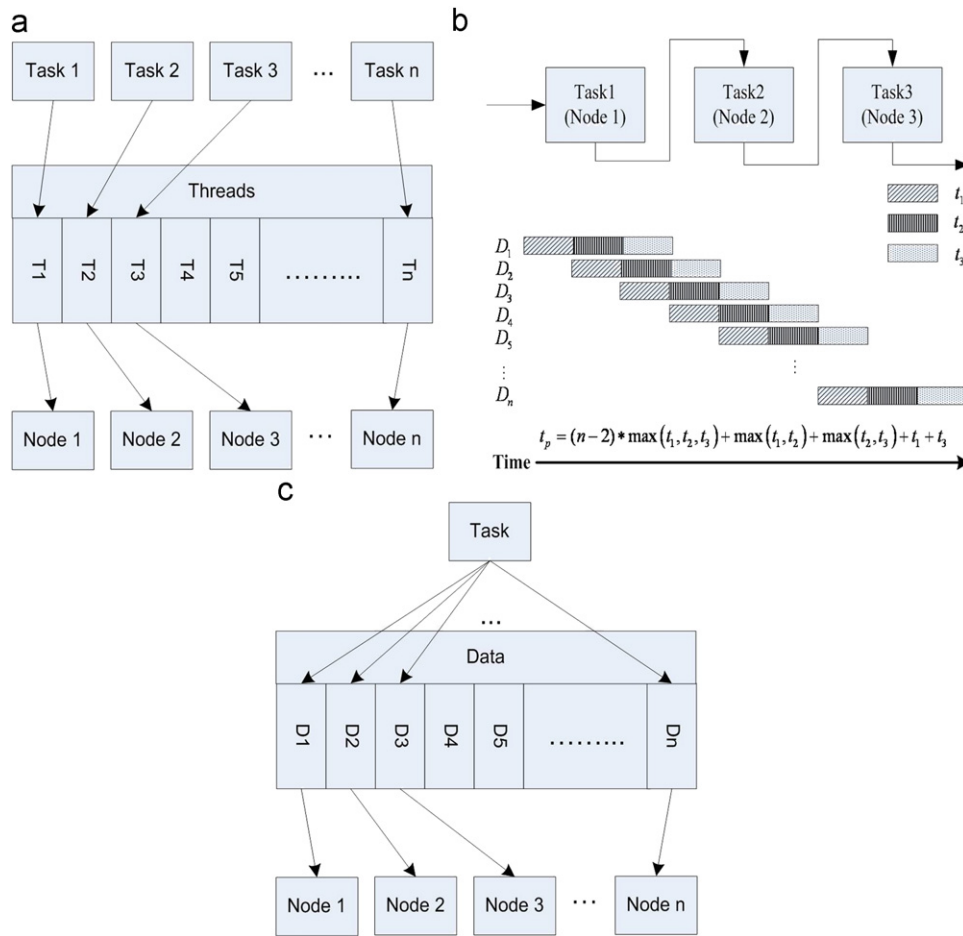 a
Task 1 Task 2 Task 3 ... Task n
Threads
T1 T2 T3 T4 T5 ......... Tn
Node 1 Node 2 Node 3 ... Node n
b
Task1 (Node 1)
Task2 (Node 2)
Task3 (Node 3)
t₁
t₂
t₃
D₁
D₂
D₃
D₄
D₅
⋮ ⋮
Dₙ
tₚ = (n−2)*max(t₁,t₂,t₃)+max(t₁,t₂)+max(t₂,t₃)+t₁+t₃
Time
c
Task
...
Data
D1 D2 D3 D4 D5 ......... Dn
Node 1 Node 2 Node 3 ... Node n